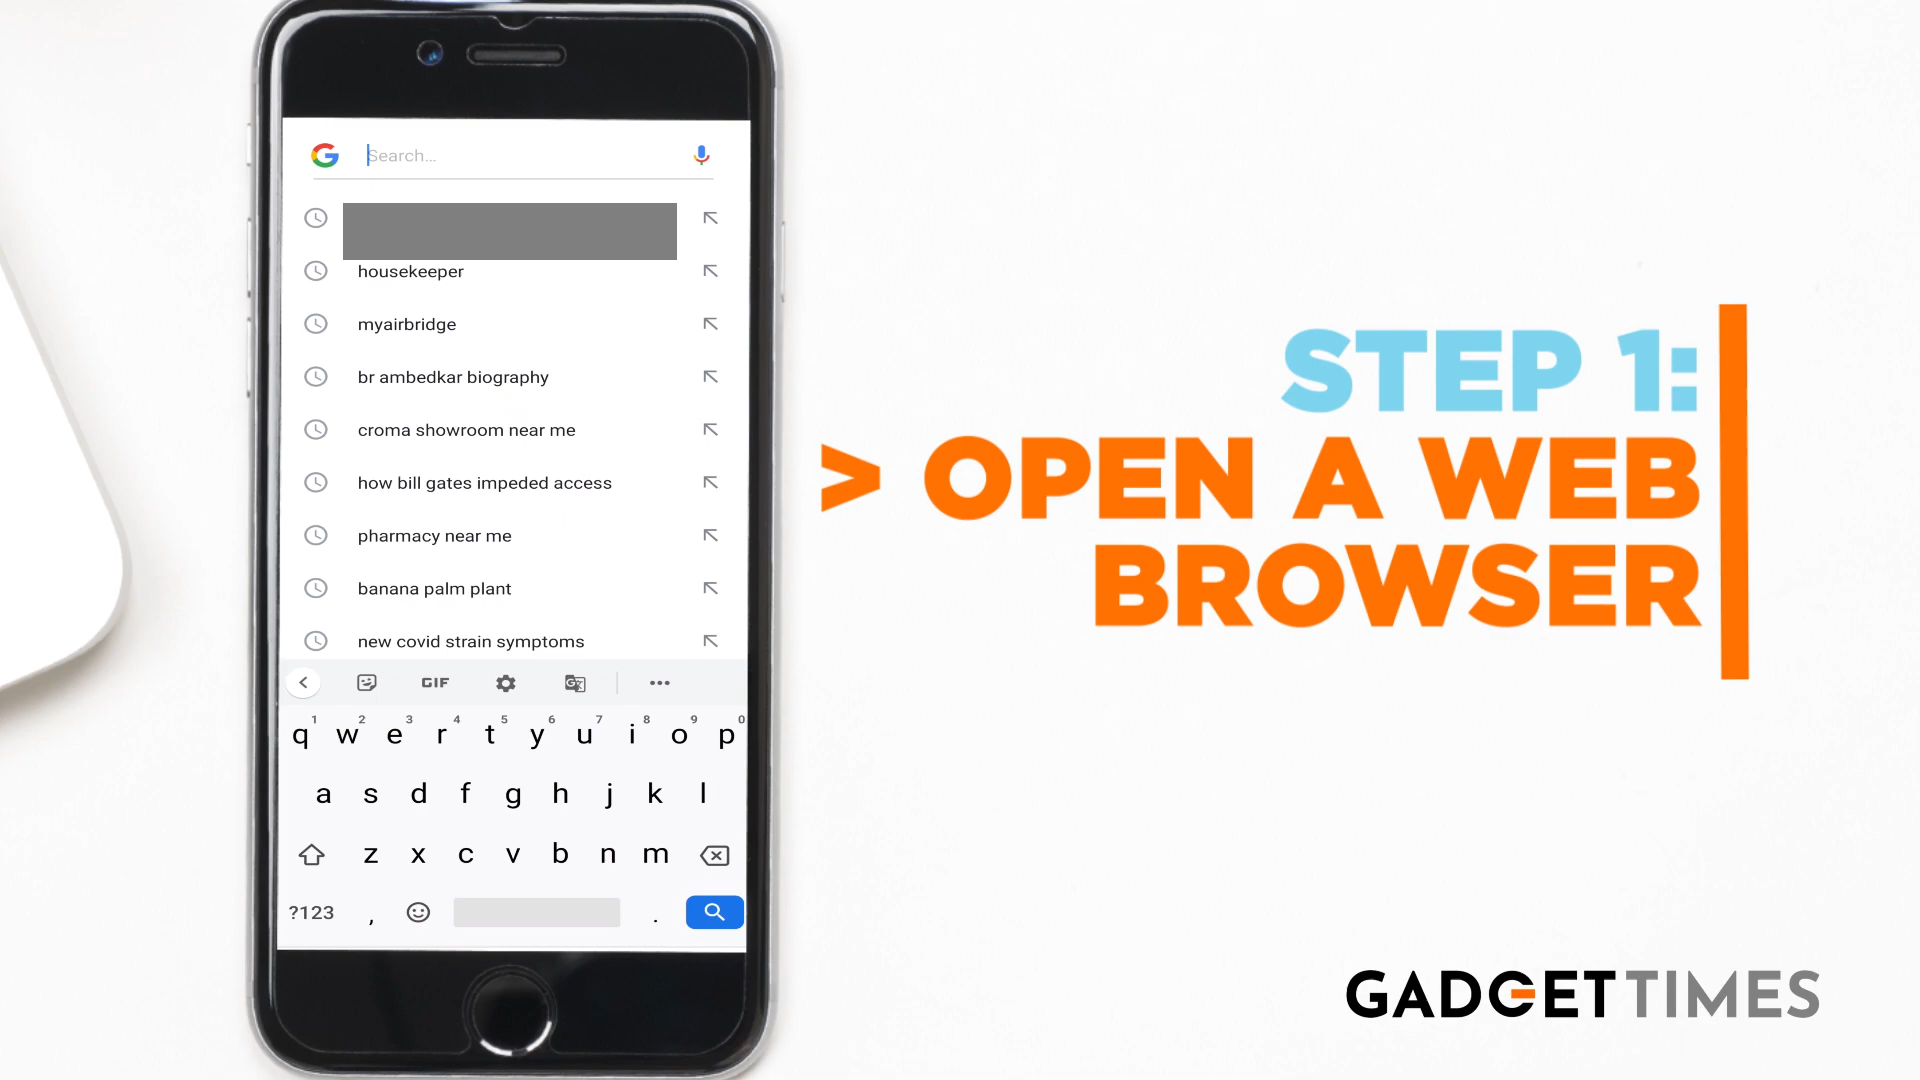 Search...
housekeeper
myairbridge
br ambedkar biography
croma showroom near me
how bill gates impeded access
pharmacy near me
banana palm plant
new covid strain symptoms
GIF
1 2 3 4 5 6 7 8 9 0
q w e r t y u i o p
a s d f g h j k l
z x c v b n m
?123 , .
STEP 1:
> OPEN A WEB
BROWSER
GADGETTIMES